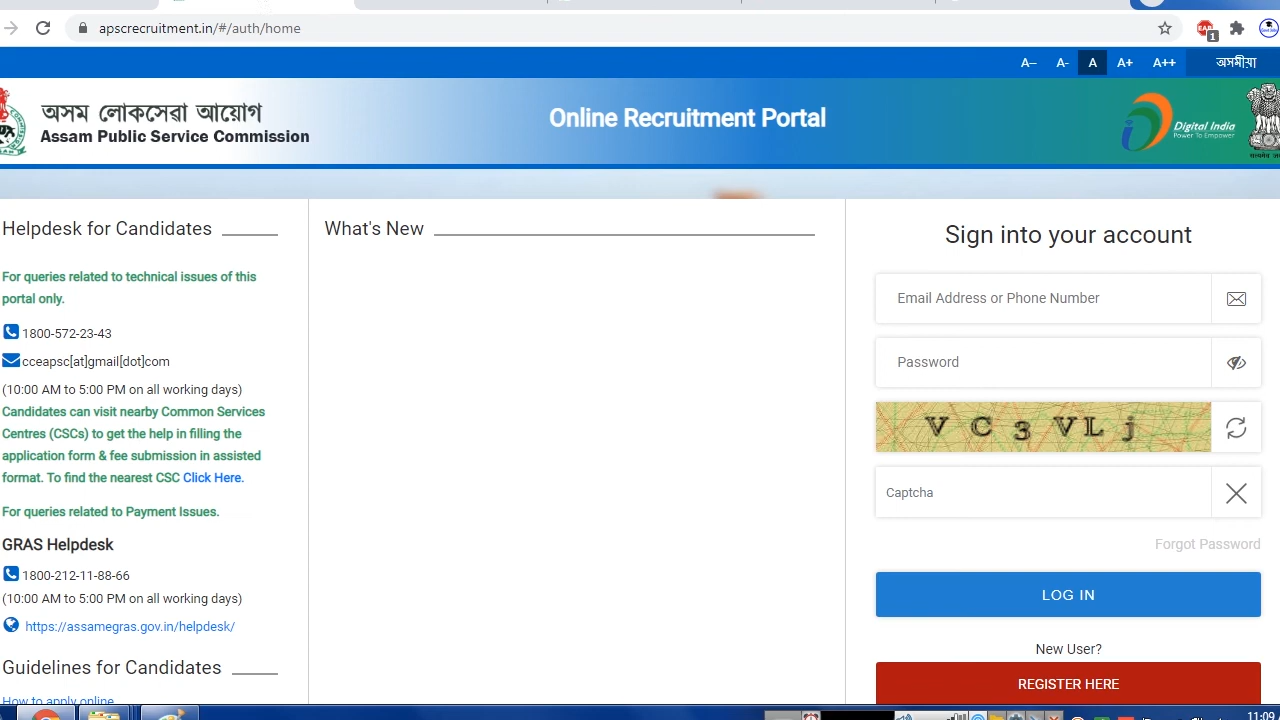 apscrecruitment.in/#/auth/home
1
A--
A-
A
A+
A++
অসমীয়া
অসম লোকসেৱা আয়োগ
Assam Public Service Commission
Online Recruitment Portal
Digital India
Power To Empower
Helpdesk for Candidates
For queries related to technical issues of this
portal only.
1800-572-23-43
cceapsc[at]gmail[dot]com
(10:00 AM to 5:00 PM on all working days)
Candidates can visit nearby Common Services
Centres (CSCs) to get the help in filling the
application form & fee submission in assisted
format. To find the nearest CSC Click Here.
For queries related to Payment Issues.
GRAS Helpdesk
1800-212-11-88-66
(10:00 AM to 5:00 PM on all working days)
https://assamegras.gov.in/helpdesk/
Guidelines for Candidates
How to apply online
What's New
Sign into your account
Email Address or Phone Number
Password
V C 3 V L j
Captcha
Forgot Password
LOG IN
New User?
REGISTER HERE
11:09